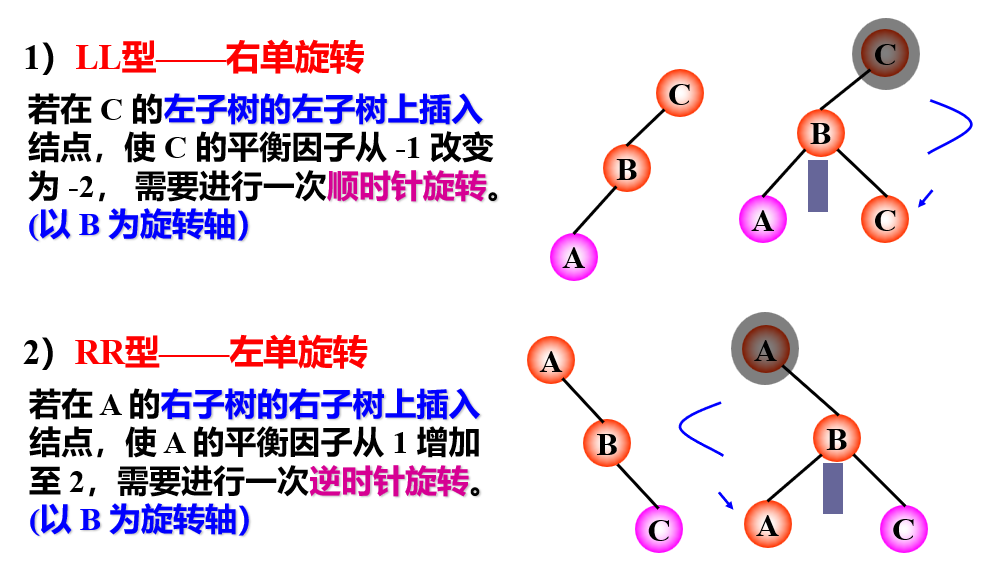 1）LL型——右单旋转
若在 C 的左子树的左子树上插入
结点，使 C 的平衡因子从 -1 改变
为 -2， 需要进行一次顺时针旋转。
(以 B 为旋转轴）
C
B
A
C
B
A
C
2）RR型——左单旋转
若在 A 的右子树的右子树上插入
结点，使 A 的平衡因子从 1 增加
至 2，需要进行一次逆时针旋转。
(以 B 为旋转轴）
A
B
C
A
B
A
C